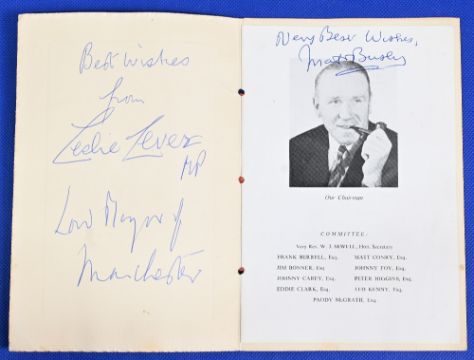 Best Wishes
from
Leslie Lever
MP
Lord Mayor of
Manchester
Very Best Wishes,
Matt Busby
Our Chairman
COMMITTEE:
Very Rev. W. J. SEWELL, Hon. Secretary
FRANK BURRELL, Esq. MATT CONRY, Esq.
JIM BONNER, Esq. JOHNNY FOY, Esq.
JOHNNY CAREY, Esq. PETER HIGGINS, Esq.
EDDIE CLARK, Esq. LEO KENNY, Esq.
PADDY McGRATH, Esq.